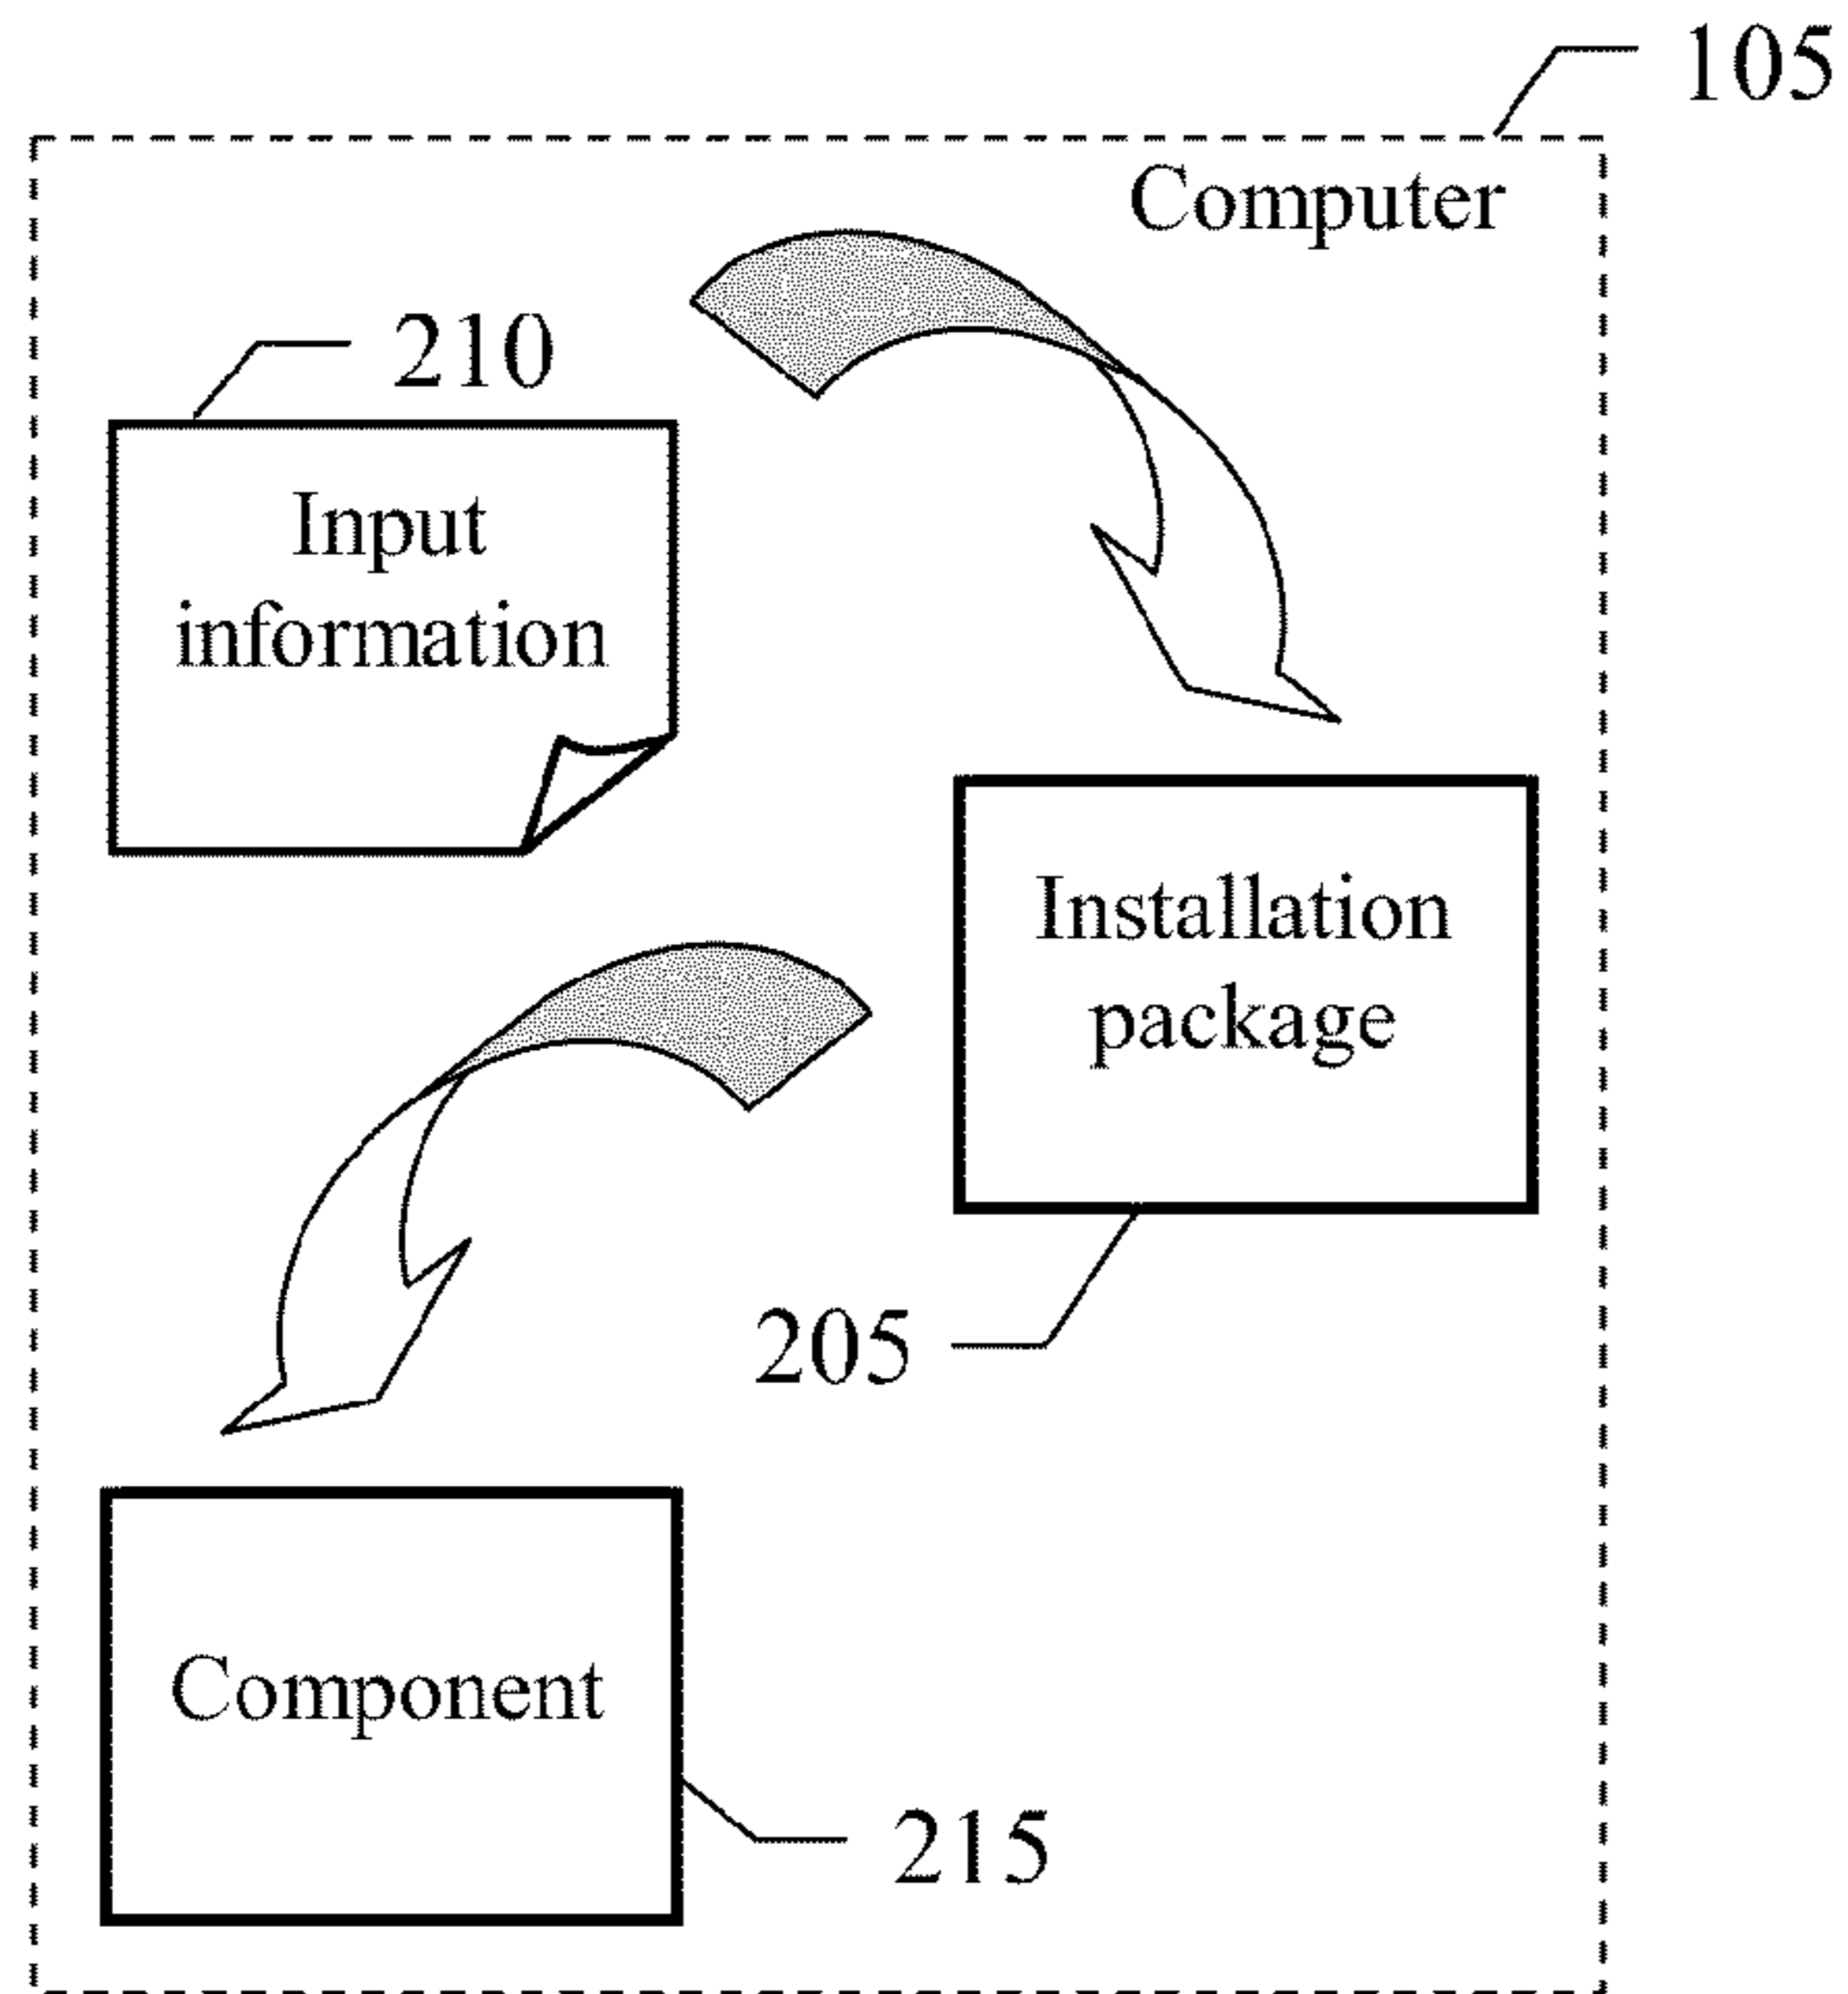 105
Computer
210
Input
information
Installation
package
205
Component
215